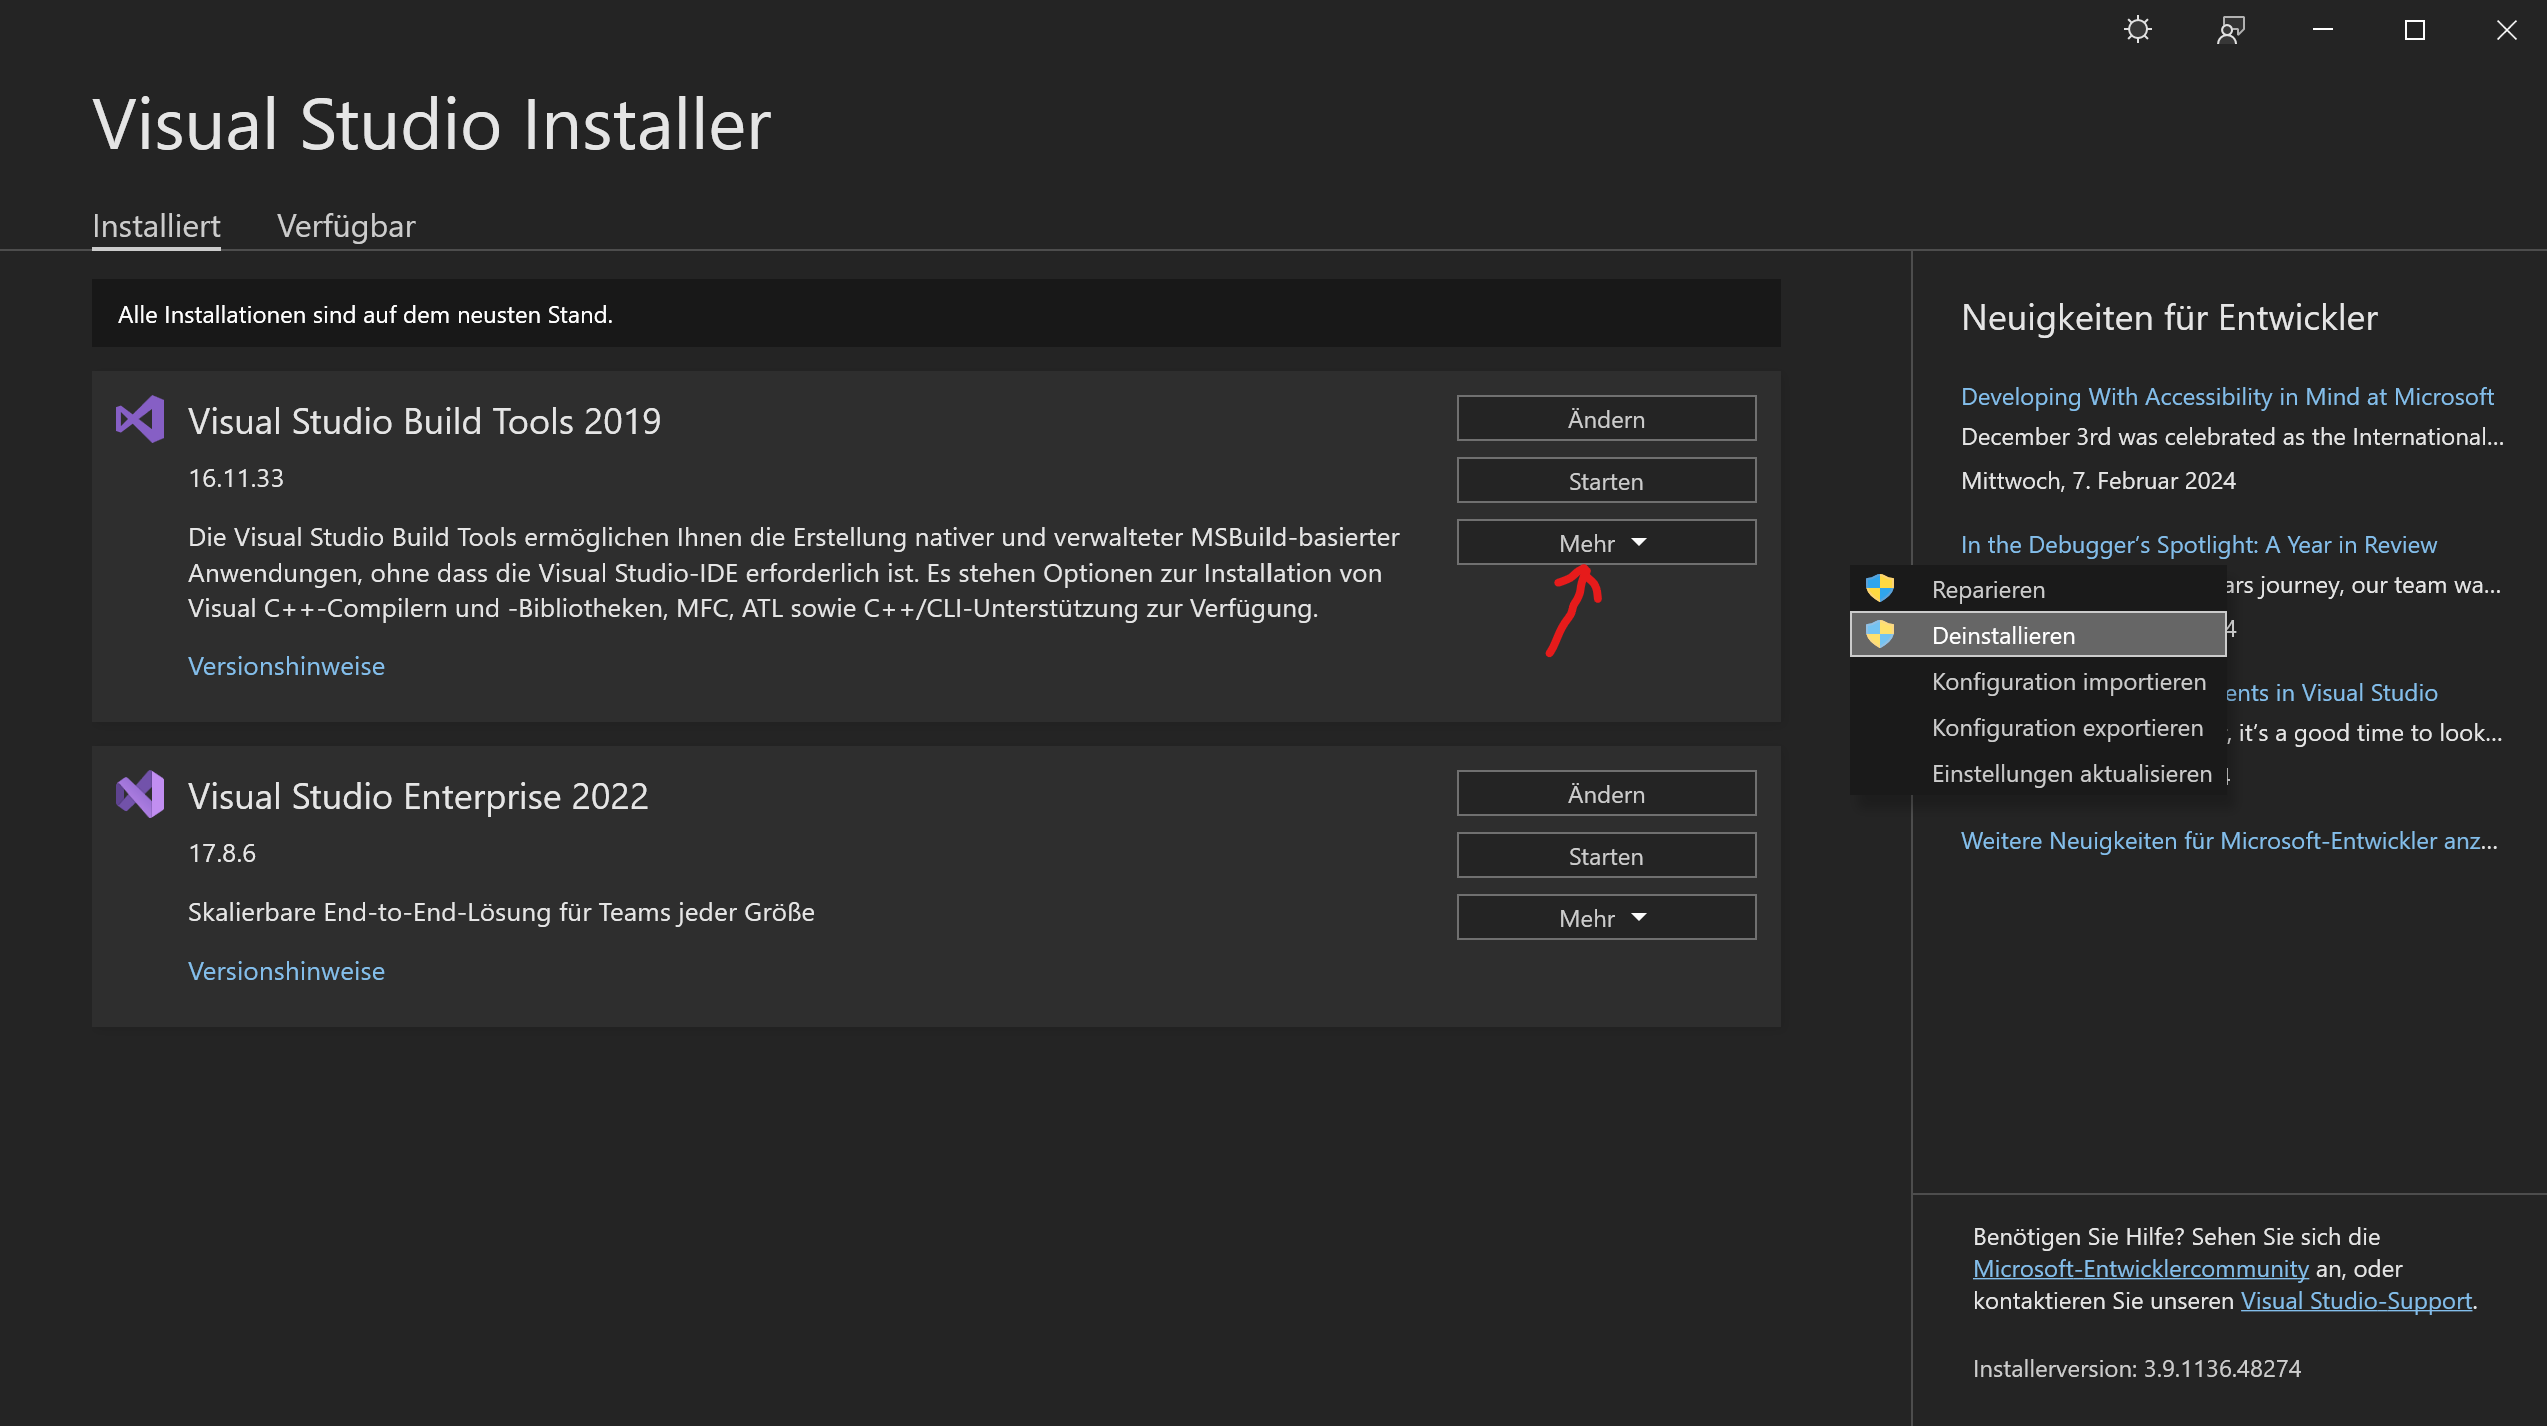 Visual Studio Installer
Installiert
Verfügbar
Alle Installationen sind auf dem neusten Stand.
Visual Studio Build Tools 2019
16.11.33
Die Visual Studio Build Tools ermöglichen Ihnen die Erstellung nativer und verwalteter MSBuild-basierter
Anwendungen, ohne dass die Visual Studio-IDE erforderlich ist. Es stehen Optionen zur Installation von
Visual C++-Compilern und -Bibliotheken, MFC, ATL sowie C++/CLI-Unterstützung zur Verfügung.
Versionshinweise
Ändern
Starten
Mehr
Visual Studio Enterprise 2022
17.8.6
Skalierbare End-to-End-Lösung für Teams jeder Größe
Versionshinweise
Ändern
Starten
Mehr
Reparieren
Deinstallieren
Konfiguration importieren
Konfiguration exportieren
Einstellungen aktualisieren
Neuigkeiten für Entwickler
Developing With Accessibility in Mind at Microsoft
December 3rd was celebrated as the International...
Mittwoch, 7. Februar 2024
In the Debugger's Spotlight: A Year in Review
journey, our team wa...
4
in Visual Studio
, it's a good time to look...
Weitere Neuigkeiten für Microsoft-Entwickler anz...
Benötigen Sie Hilfe? Sehen Sie sich die
Microsoft-Entwicklercommunity an, oder
kontaktieren Sie unseren Visual Studio-Support.
Installerversion: 3.9.1136.48274